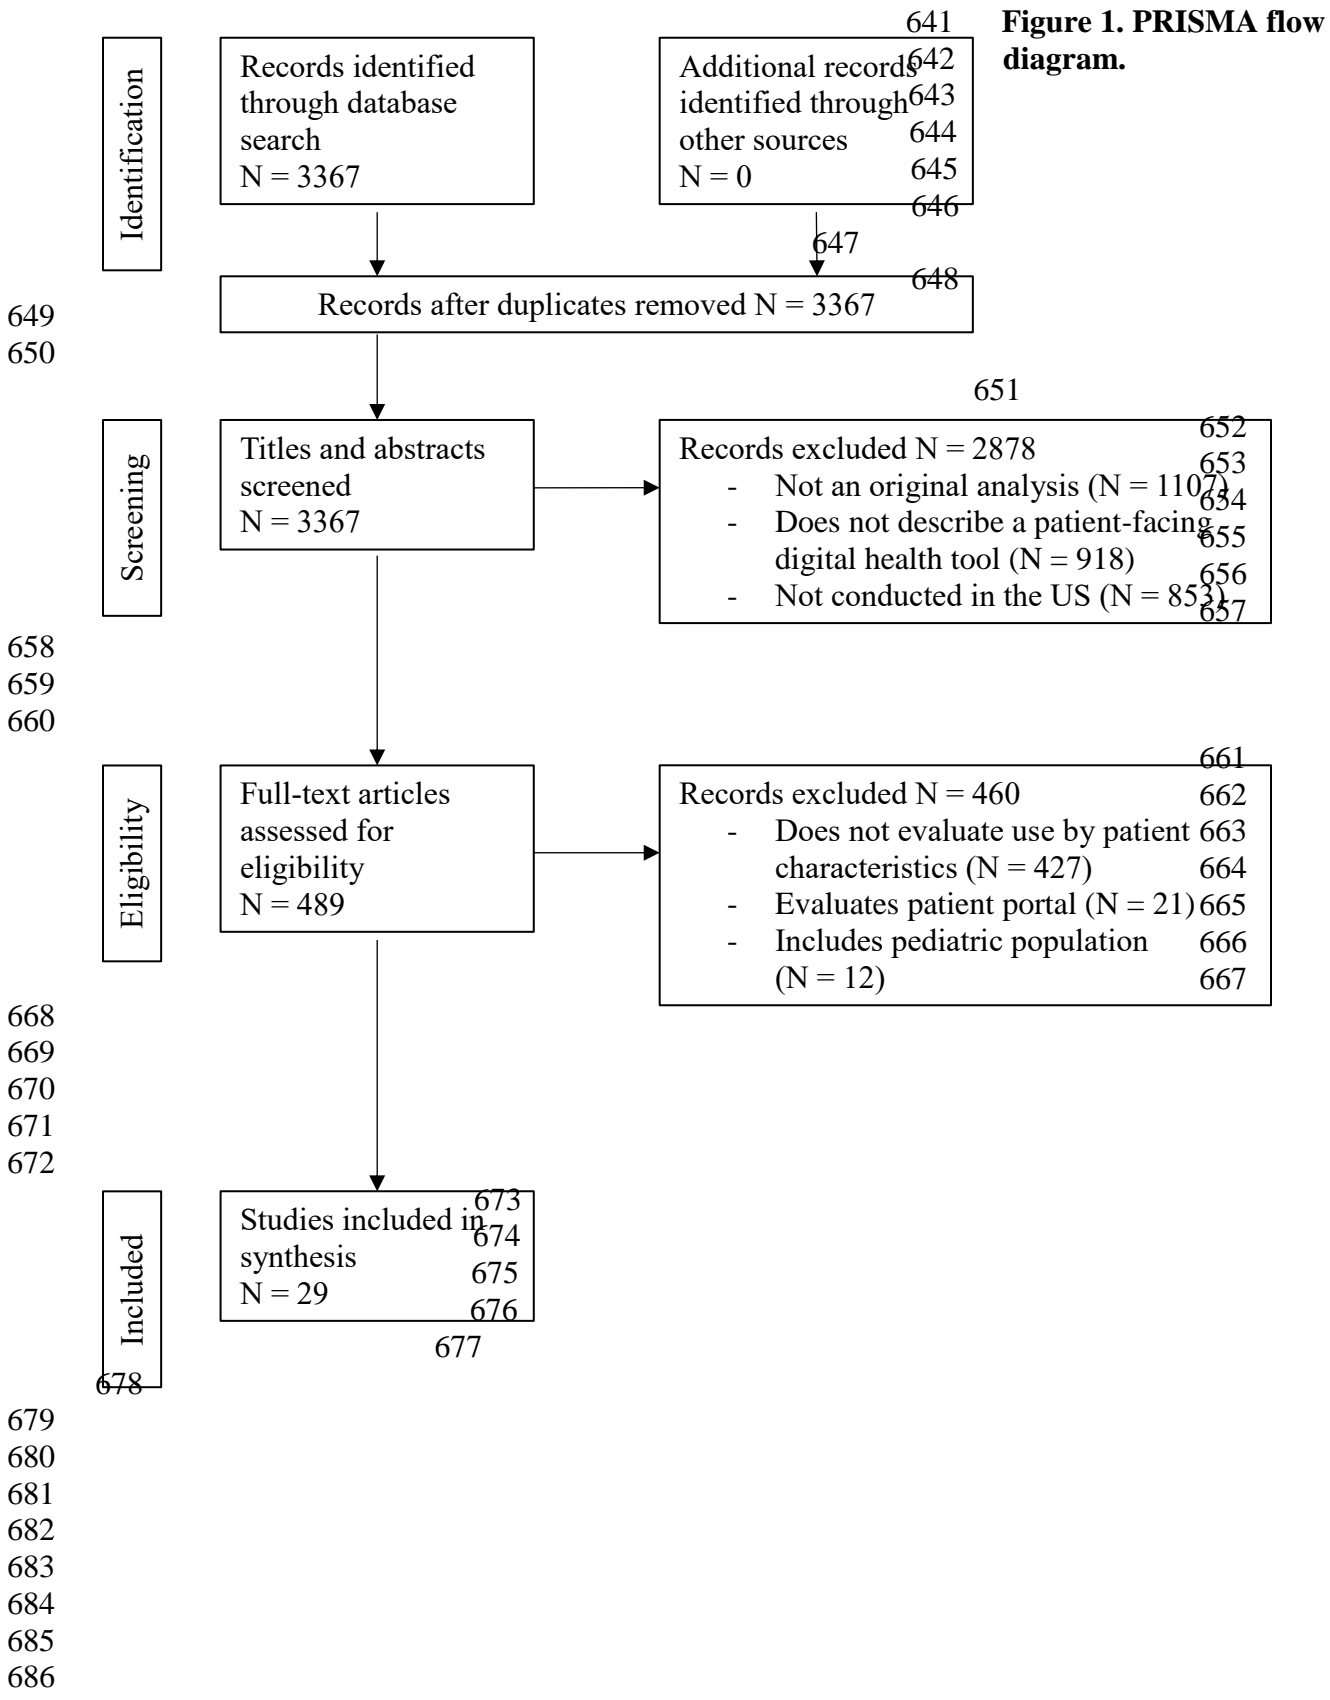 641
Figure 1. PRISMA flow
diagram.
642
643
644
645
646
647
648
Identification
Records identified
through database
search
N = 3367
Additional records
identified through
other sources
N = 0
Records after duplicates removed N = 3367
649
650
651
Screening
Titles and abstracts
screened
N = 3367
Records excluded N = 2878
- Not an original analysis (N = 1107)
- Does not describe a patient-facing
digital health tool (N = 918)
- Not conducted in the US (N = 853)
652
653
654
655
656
657
658
659
660
Eligibility
Full-text articles
assessed for
eligibility
N = 489
Records excluded N = 460
- Does not evaluate use by patient
characteristics (N = 427)
- Evaluates patient portal (N = 21)
- Includes pediatric population
(N = 12)
661
662
663
664
665
666
667
668
669
670
671
672
Included
Studies included in
synthesis
N = 29
673
674
675
676
677
678
679
680
681
682
683
684
685
686